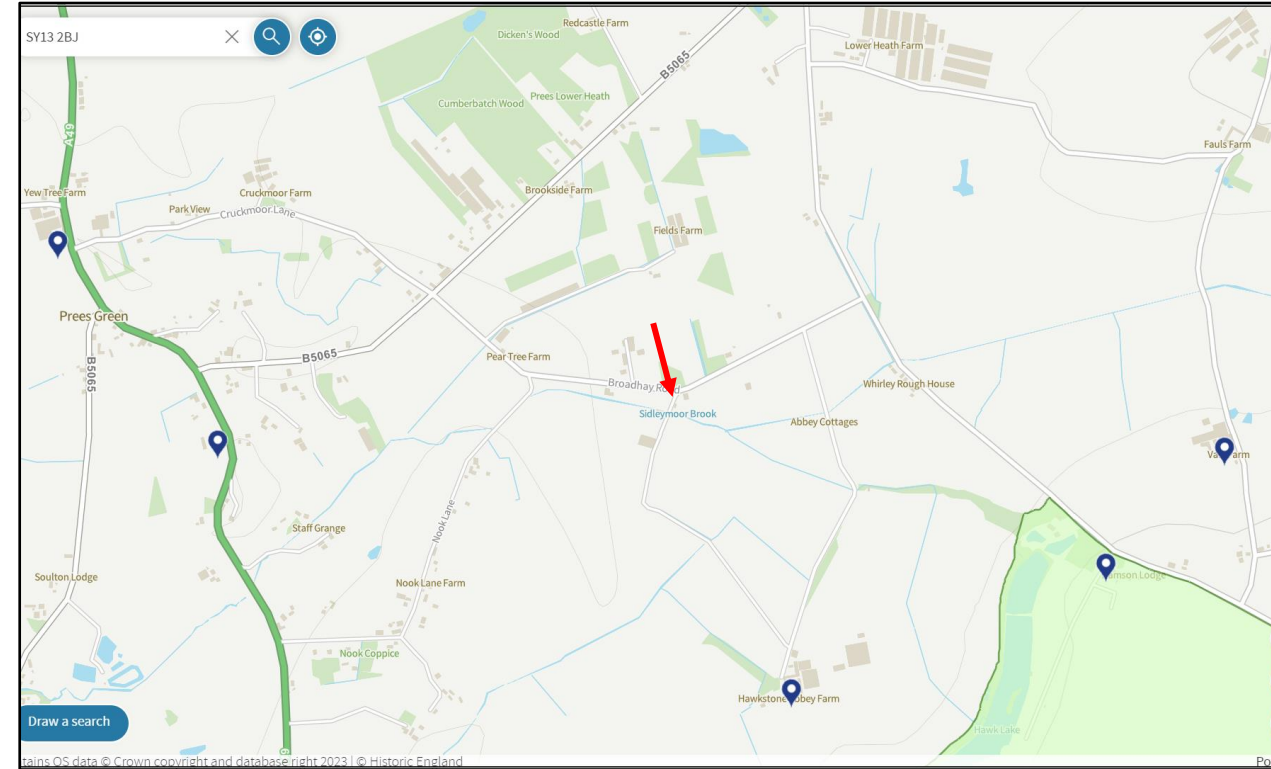 SY13 2BJ
Redcastle Farm
Dicken's Wood
B5065
Lower Heath Farm
Cumberbatch Wood
Prees Lower Heath
A49
Fauls Farm
Yew Tree Farm
Cruckmoor Farm
Brookside Farm
Park View
Cruckmoor Lane
Fields Farm
Prees Green
B5065
B5065
Pear Tree Farm
Broadhay Road
Whirley Rough House
Sidleymoor Brook
Abbey Cottages
Farm
Nook Lane
Staff Grange
Soulton Lodge
Nook Lane Farm
Lodge
Nook Coppice
Hawkstone Abbey Farm
Draw a search
Hawk Lake
tains OS data © Crown copyright and database right 2023 | © Historic England
Po